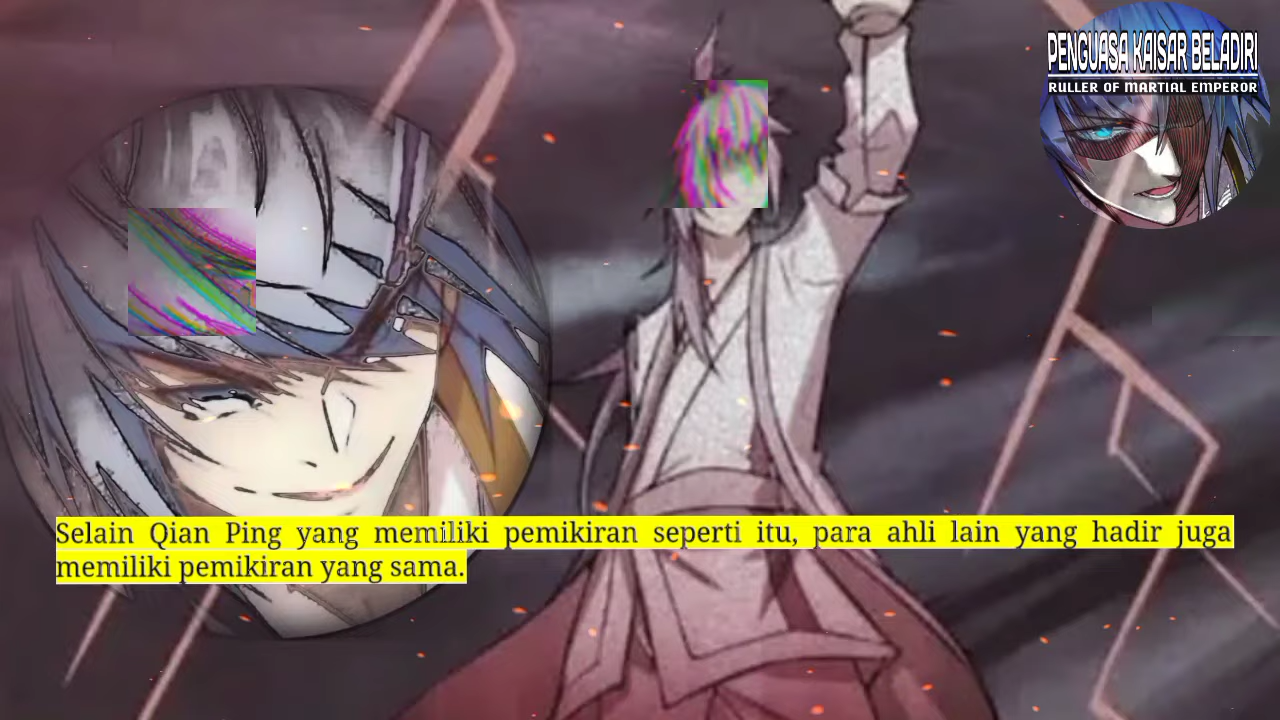 PENGUASA KAISAR BELADIRI
RULLER OF MARTIAL EMPEROR
Selain Qian Ping yang memiliki pemikiran seperti itu, para ahli lain yang hadir juga
memiliki pemikiran yang sama.